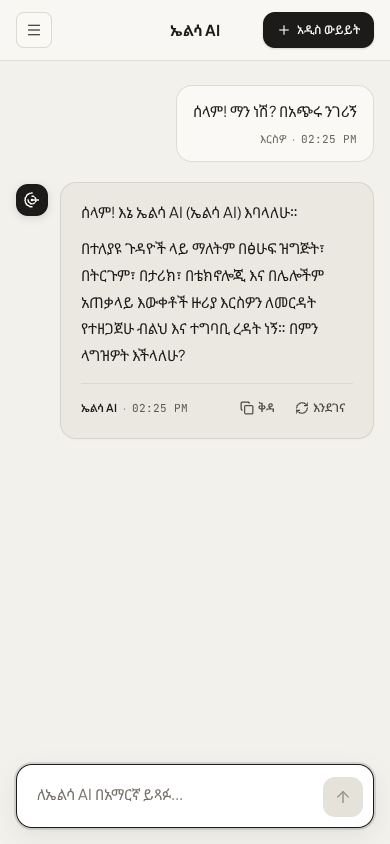 ኤልሳ AI
አዲስ ውይይት
ሰላም! ማን ነሽ? በአጭሩ ንገሪኝ
እርስዎ · 02:25 PM
ሰላም! እኔ ኤልሳ AI (ኤልሳ AI) እባላለሁ።
በተለያዩ ጉዳዮች ላይ ማለትም በፅሁፍ ዝግጅት፣
በትርጉም፣ በታሪክ፣ በቴክኖሎጂ እና በሌሎችም
አጠቃላይ እውቀቶች ዙሪያ እርስዎን ለመርዳት
የተዘጋጀሁ ብልህ እና ተግባቢ ረዳት ነኝ። በምን
ላግዝዎት እችላለሁ?
ኤልሳ AI · 02:25 PM ቅዳ እንደገና
ለኤልሳ AI በአማርኛ ይጻፉ...